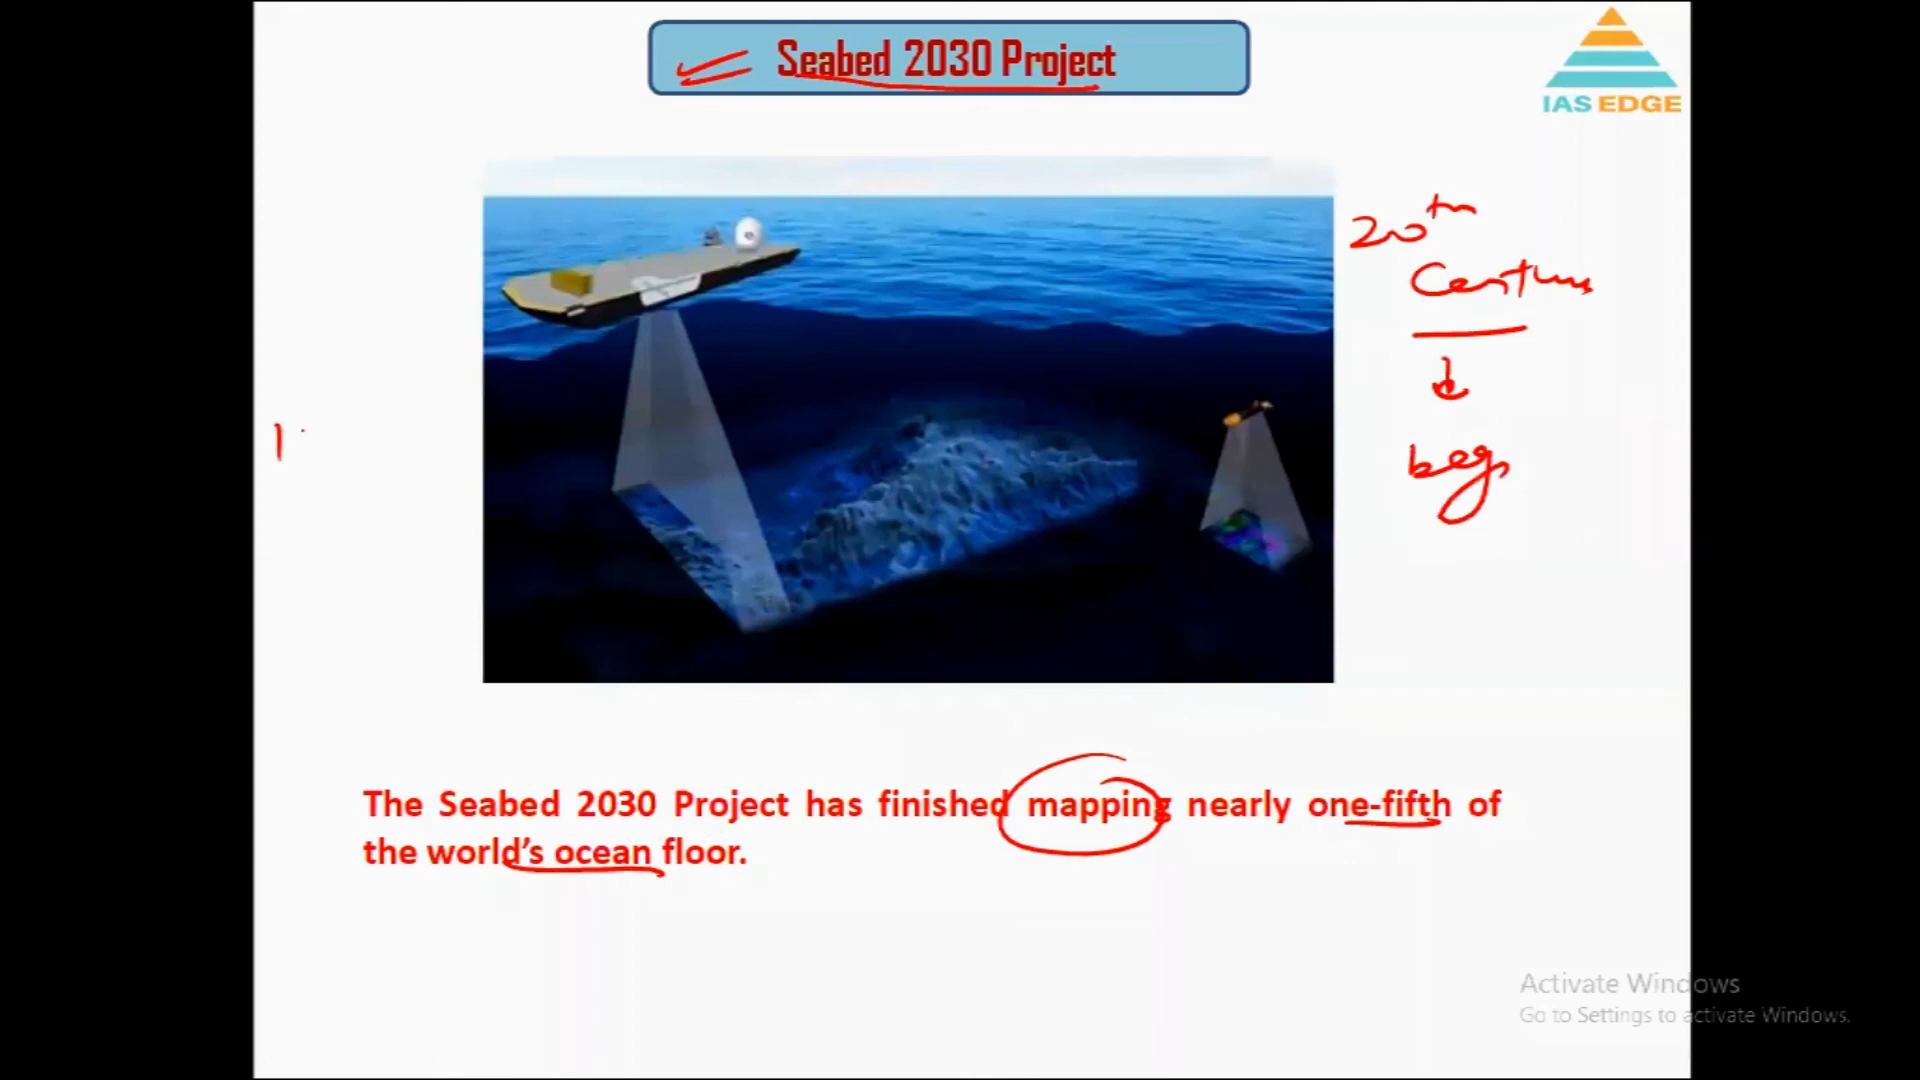 Seabed 2030 Project
IAS EDGE
20th
Century
The Seabed 2030 Project has finished mapping nearly one-fifth of
the world's ocean floor.
Activate Windows
Go to Settings to activate Windows.